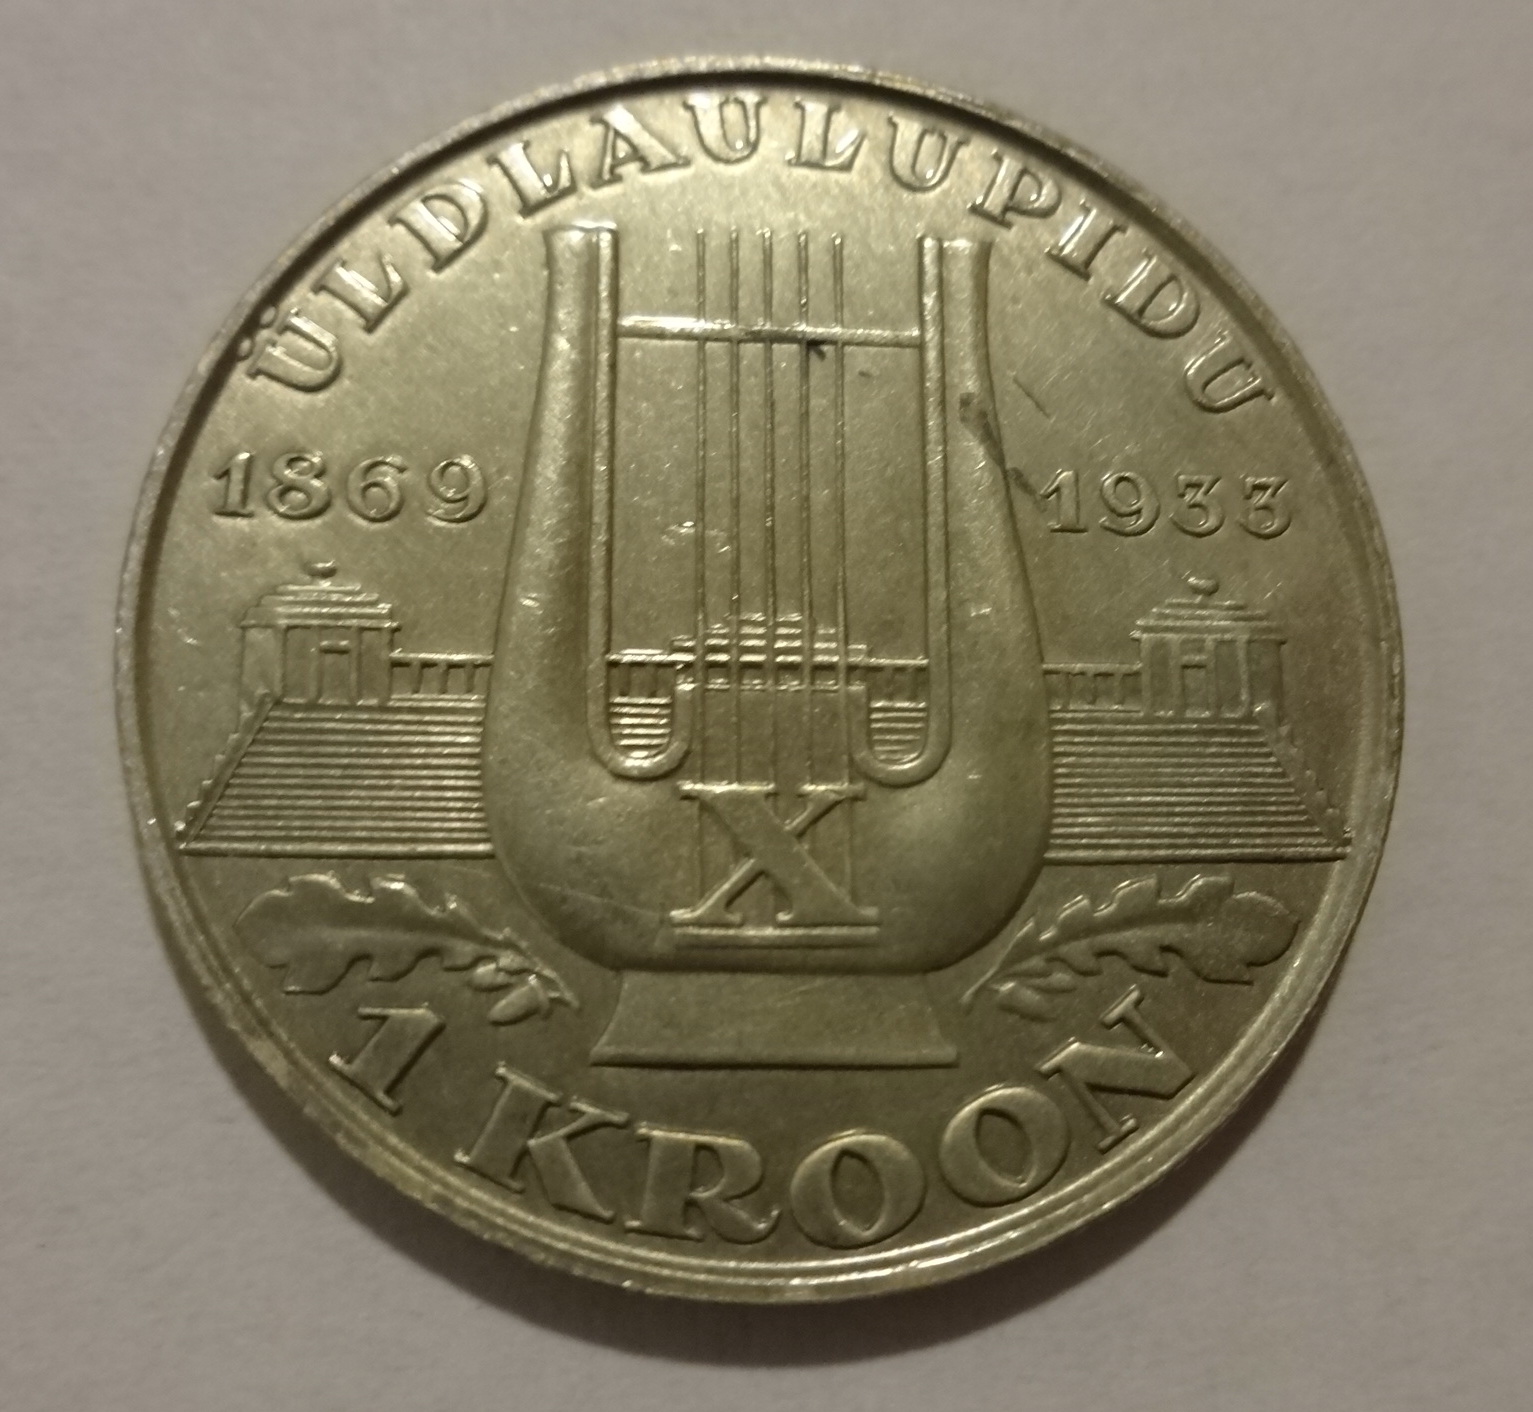 ÜLDLAULUPIDU
1869 1933
X
1 KROON